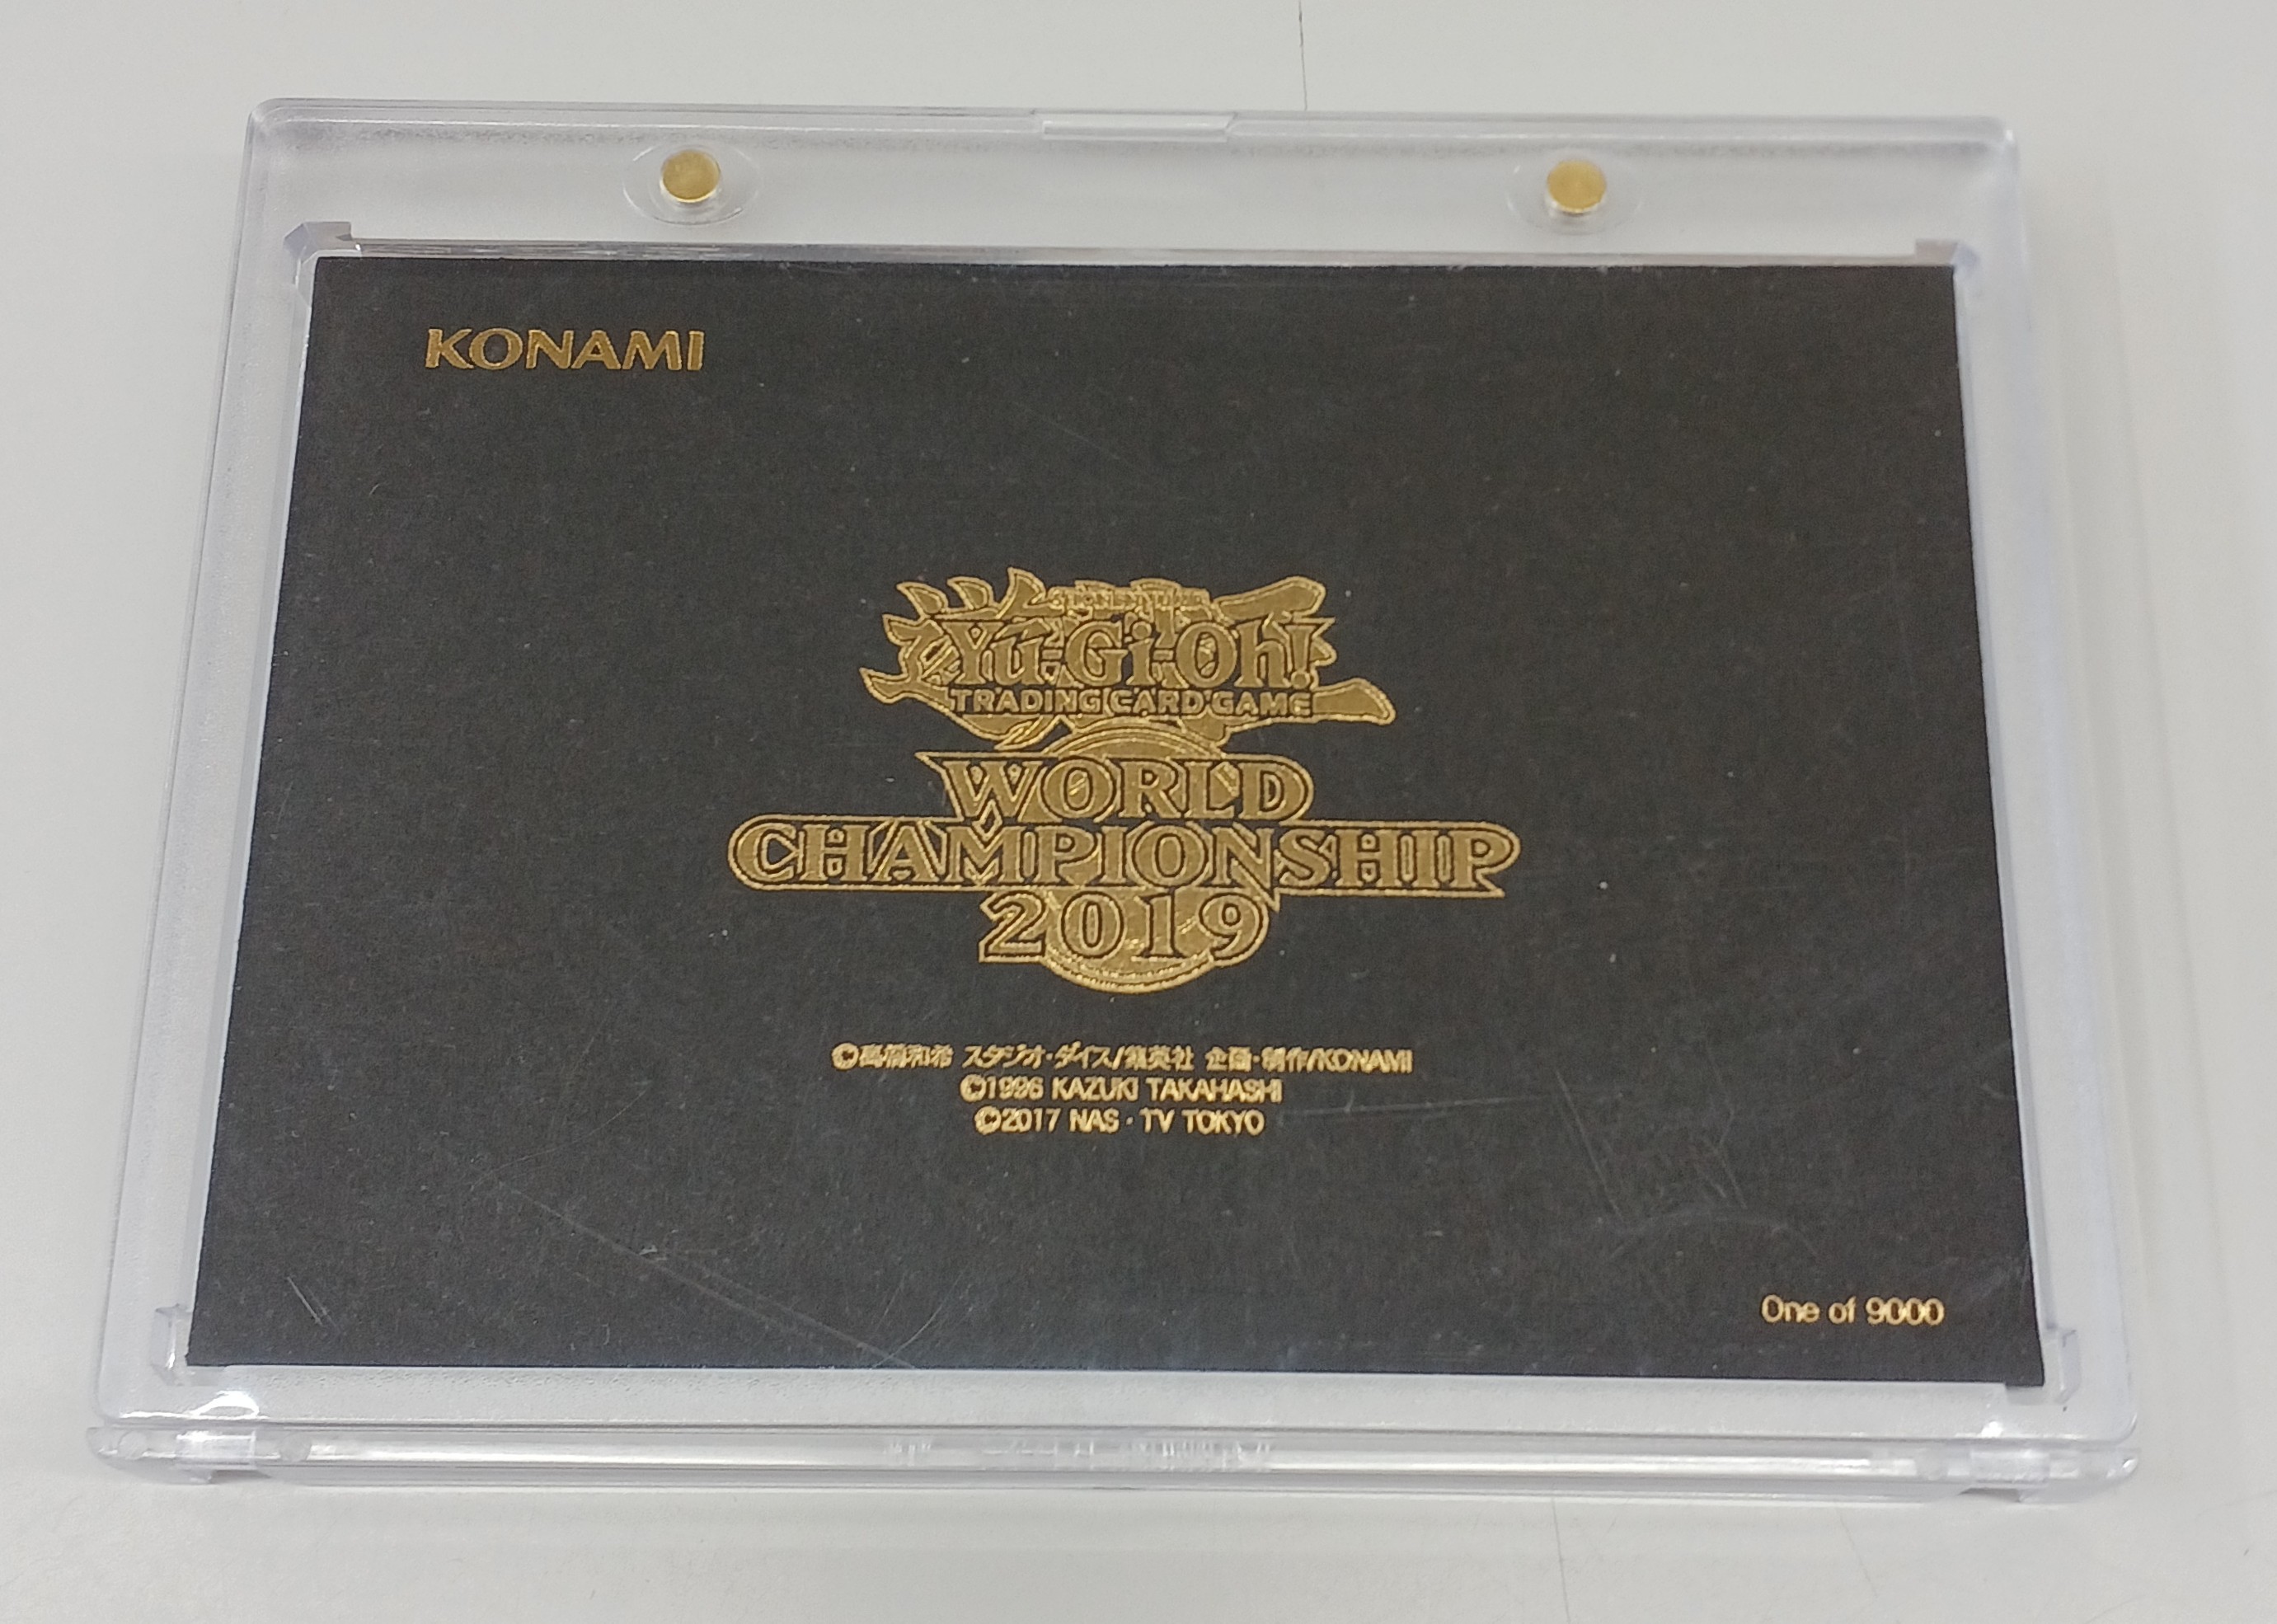 KONAMI
Yu-Gi-Oh!
TRADING CARD GAME
WORLD
CHAMPIONSHIP
2019
©高橋和希 スタジオ・ダイス/集英社 企画・制作/KONAMI
©1996 KAZUKI TAKAHASHI
©2017 NAS・TV TOKYO
One of 9000